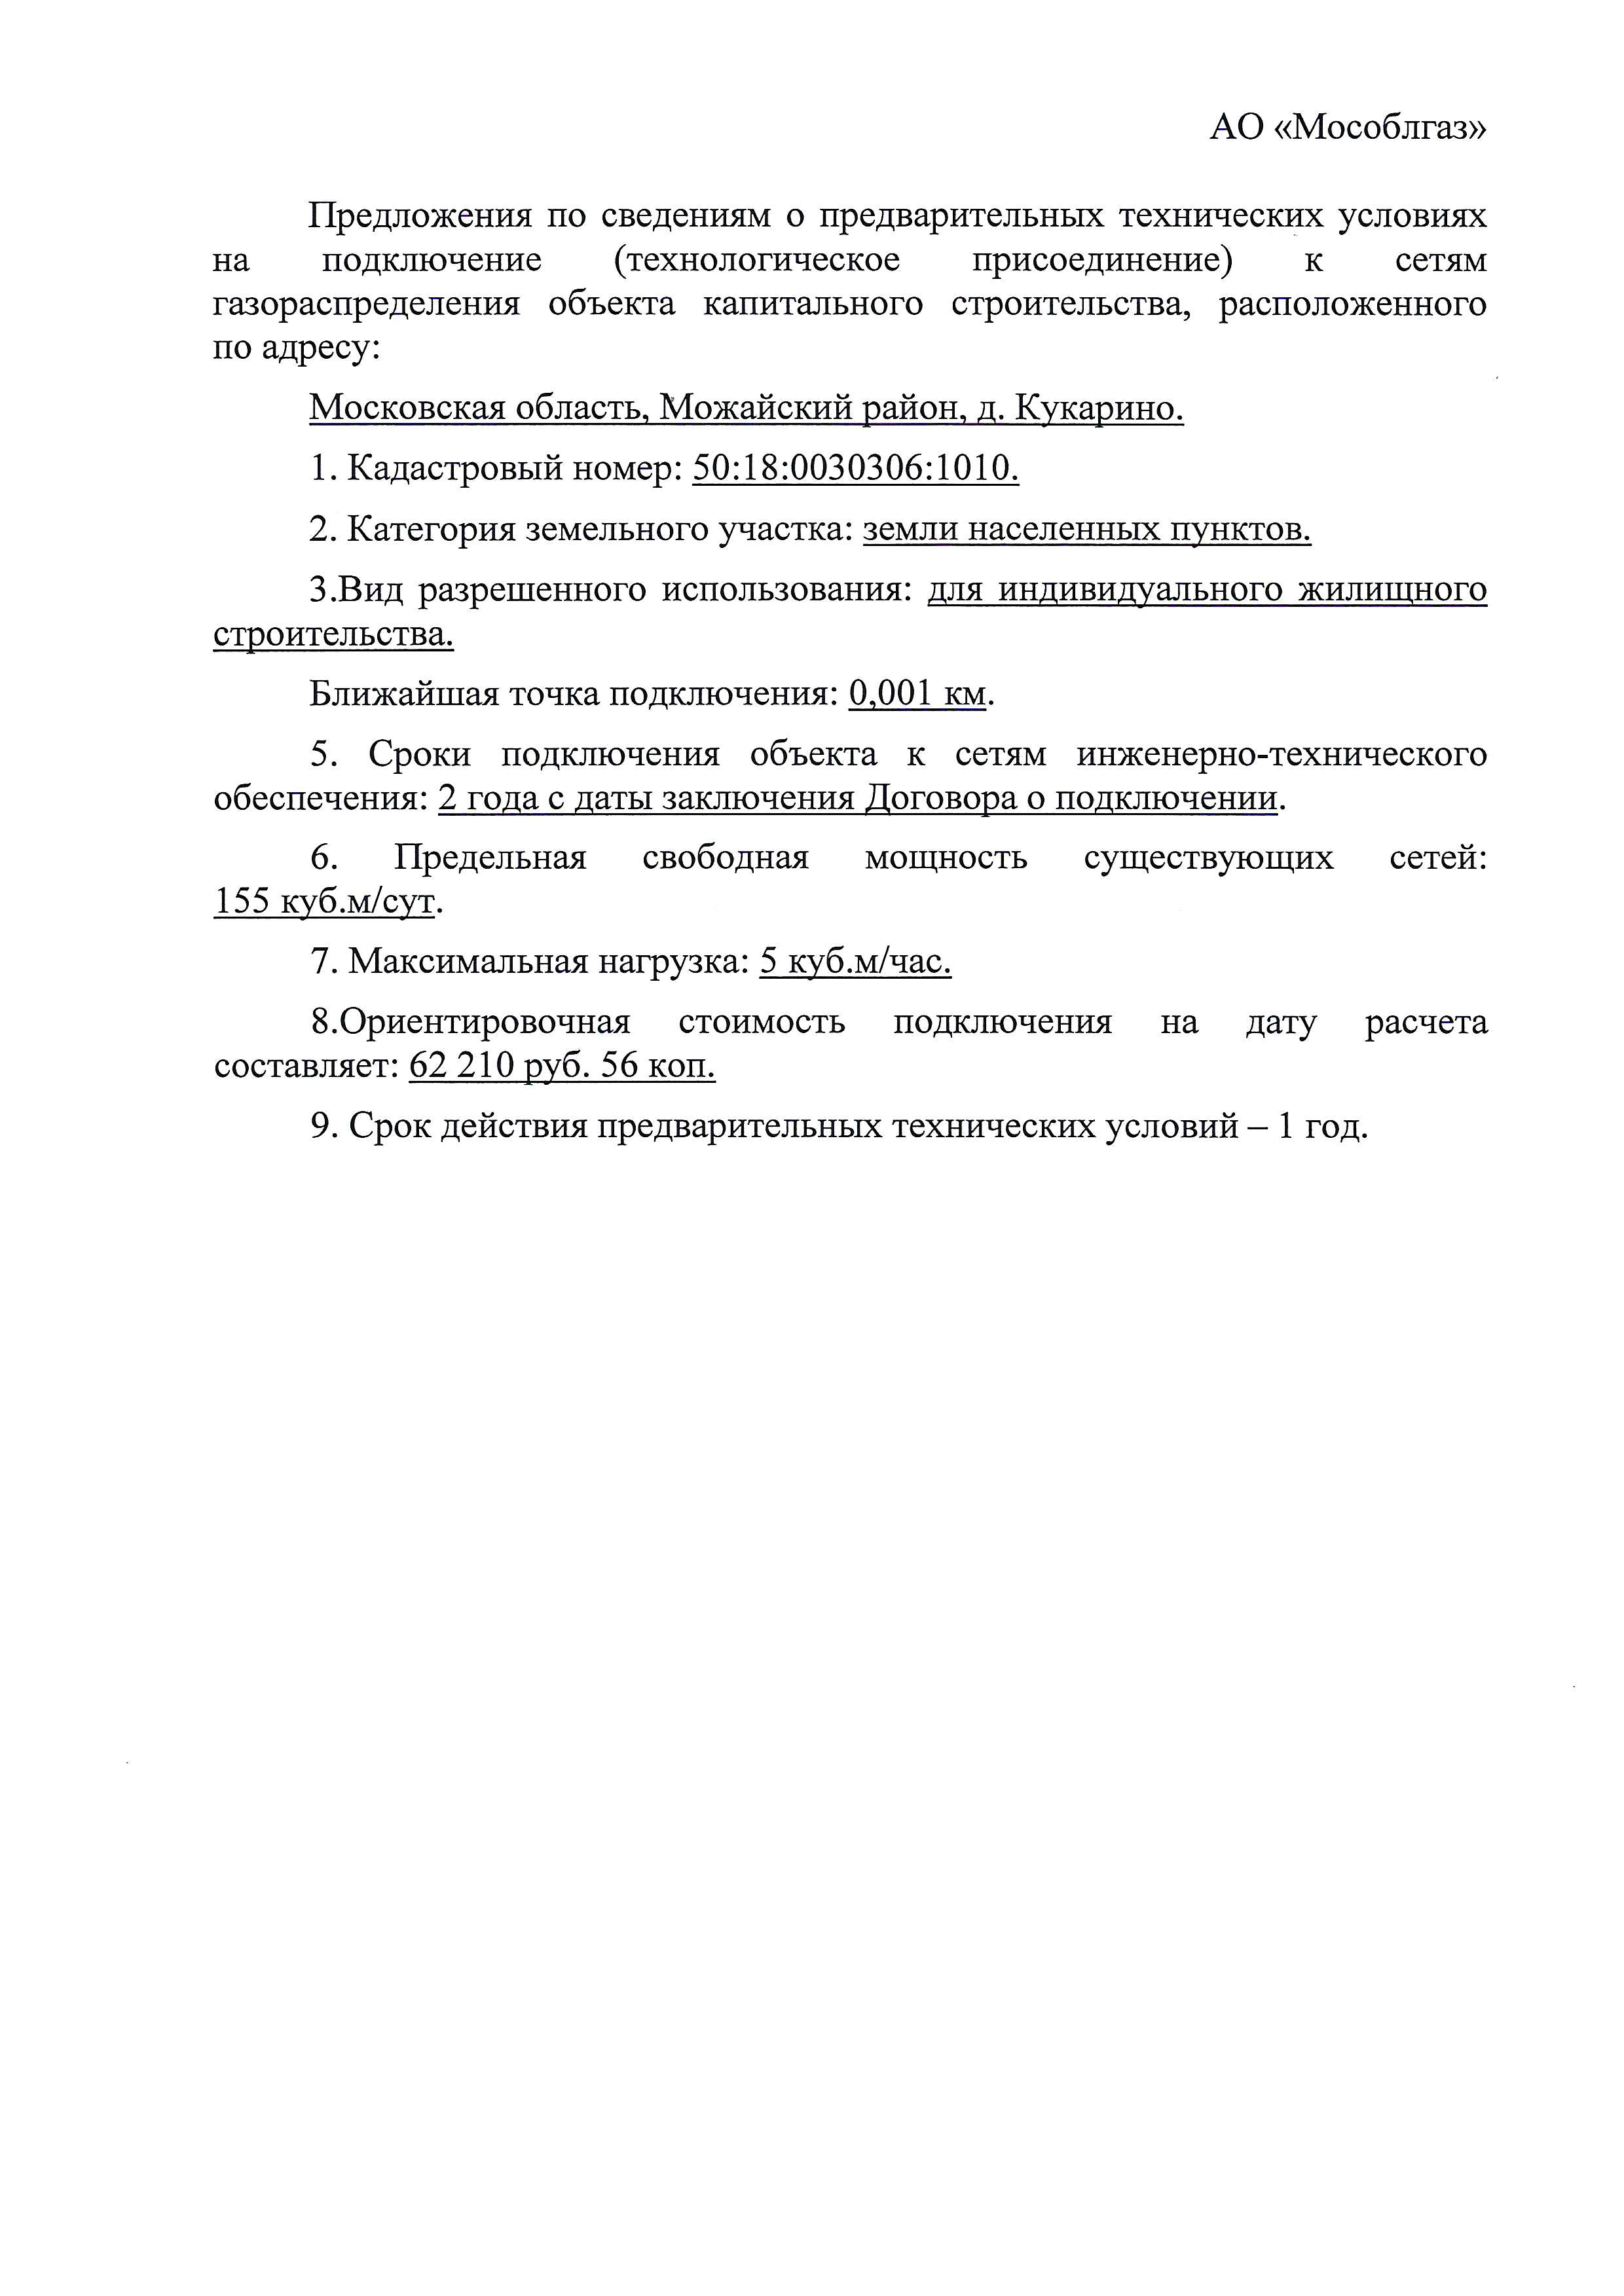 АО «Мособлгаз»
Предложения по сведениям о предварительных технических условиях
на подключение (технологическое присоединение) к сетям
газораспределения объекта капитального строительства, расположенного
по адресу:
Московская область, Можайский район, д. Кукарино.
1. Кадастровый номер: 50:18:0030306:1010.
2. Категория земельного участка: земли населенных пунктов.
3.Вид разрешенного использования: для индивидуального жилищного
строительства.
Ближайшая точка подключения: 0,001 км.
5. Сроки подключения объекта к сетям инженерно-технического
обеспечения: 2 года с даты заключения Договора о подключении.
6. Предельная свободная мощность существующих сетей:
155 куб.м/сут.
7. Максимальная нагрузка: 5 куб.м/час.
8.Ориентировочная стоимость подключения на дату расчета
составляет: 62 210 руб. 56 коп.
9. Срок действия предварительных технических условий – 1 год.